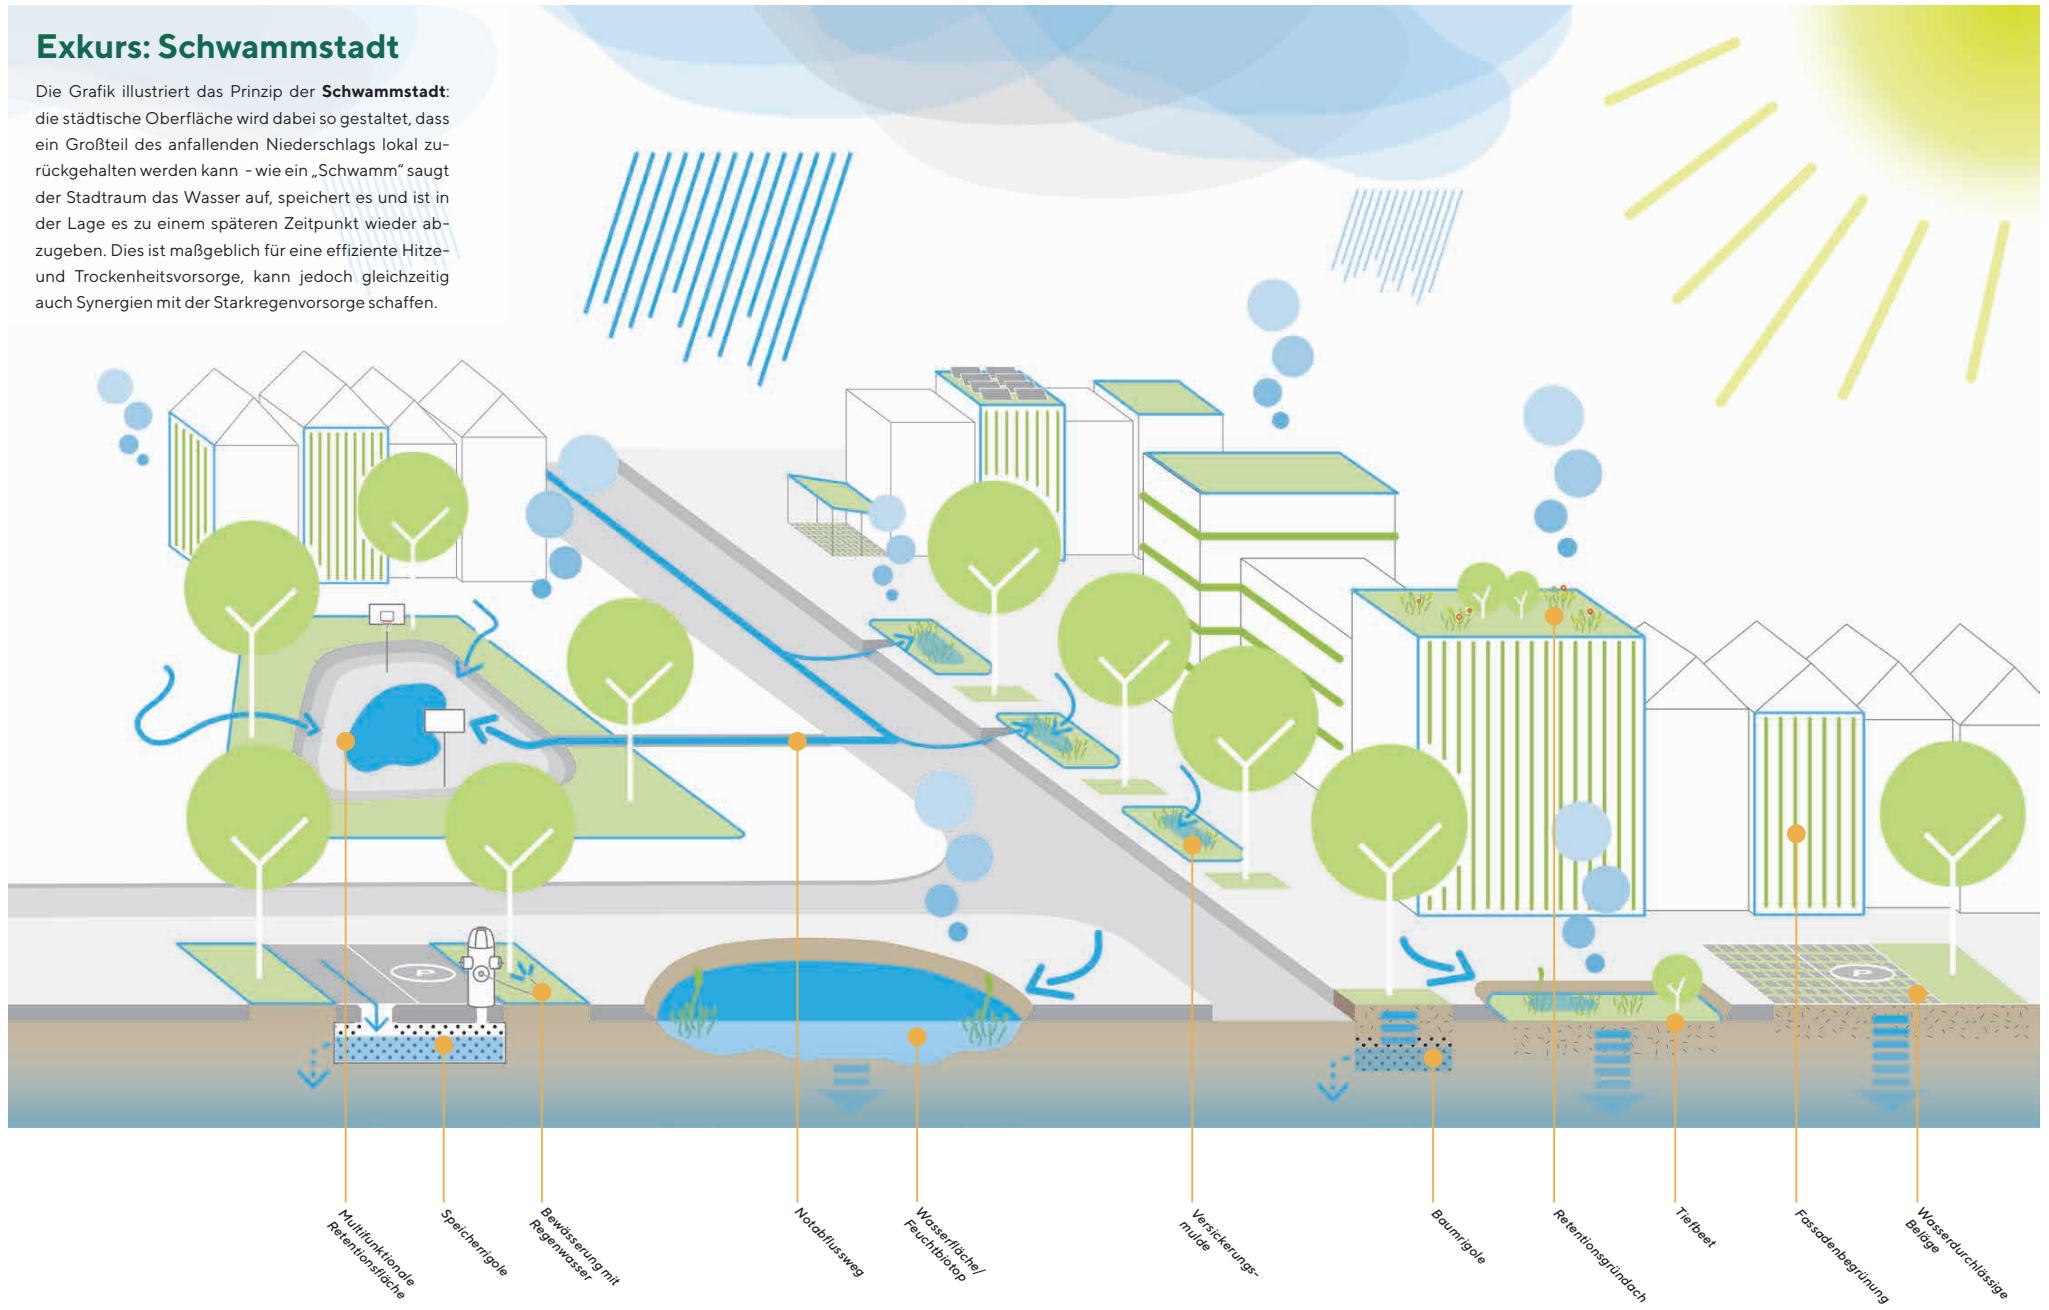 Exkurs: Schwammstadt
Die Grafik illustriert das Prinzip der Schwammstadt:
die städtische Oberfläche wird dabei so gestaltet, dass
ein Großteil des anfallenden Niederschlags lokal zu-
rückgehalten werden kann - wie ein „Schwamm“ saugt
der Stadtraum das Wasser auf, speichert es und ist in
der Lage es zu einem späteren Zeitpunkt wieder ab-
zugeben. Dies ist maßgeblich für eine effiziente Hitze-
und Trockenheitsvorsorge, kann jedoch gleichzeitig
auch Synergien mit der Starkregenvorsorge schaffen.
P
P
Multifunktionale
Retentionsfläche
Speicherrigole
Bewässerung mit
Regenwasser
Notabflussweg
Wasserfläche/
Feuchtbiotop
Versickerungs-
mulde
Baumrigole
Retentionsgründach
Tiefbeet
Fassadenbegrünung
Wasserdurchlässige
Beläge